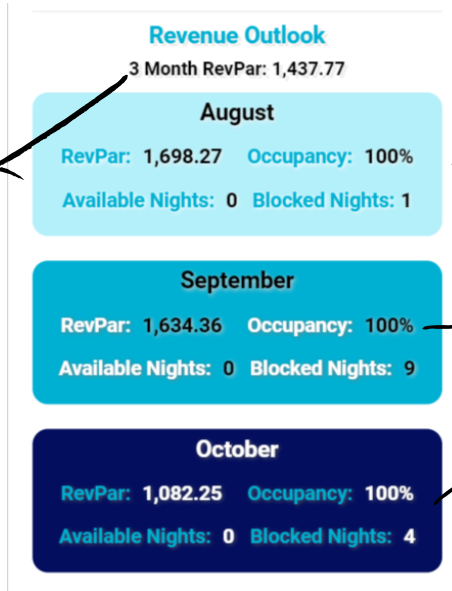 Revenue Outlook
3 Month RevPar: 1,437.77
August
RevPar: 1,698.27 Occupancy: 100%
Available Nights: 0 Blocked Nights: 1
September
RevPar: 1,634.36 Occupancy: 100%
Available Nights: 0 Blocked Nights: 9
October
RevPar: 1,082.25 Occupancy: 100%
Available Nights: 0 Blocked Nights: 4